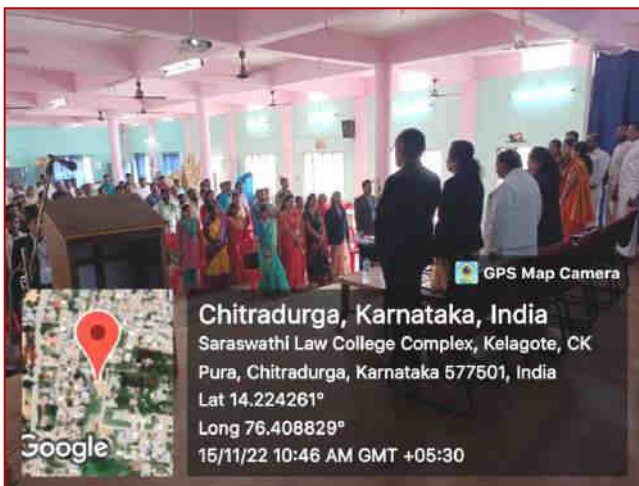 GPS Map Camera
Chitradurga, Karnataka, India
Saraswathi Law College Complex, Kelagote, CK
Pura, Chitradurga, Karnataka 577501, India
Lat 14.224261°
Long 76.408829°
15/11/22 10:46 AM GMT +05:30
Google